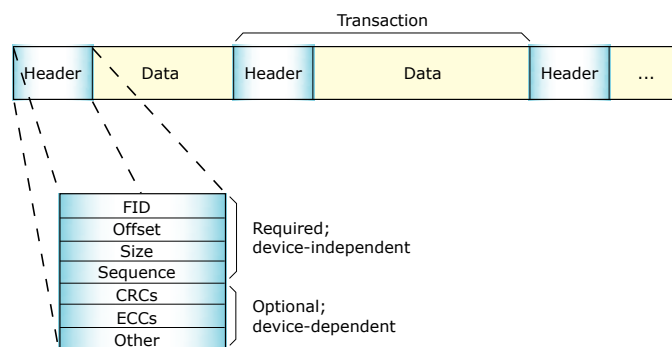 Transaction
Header
Data
Header
Data
Header
...
FID
Offset
Size
Sequence
CRCs
ECCs
Other
Required;
device-independent
Optional;
device-dependent